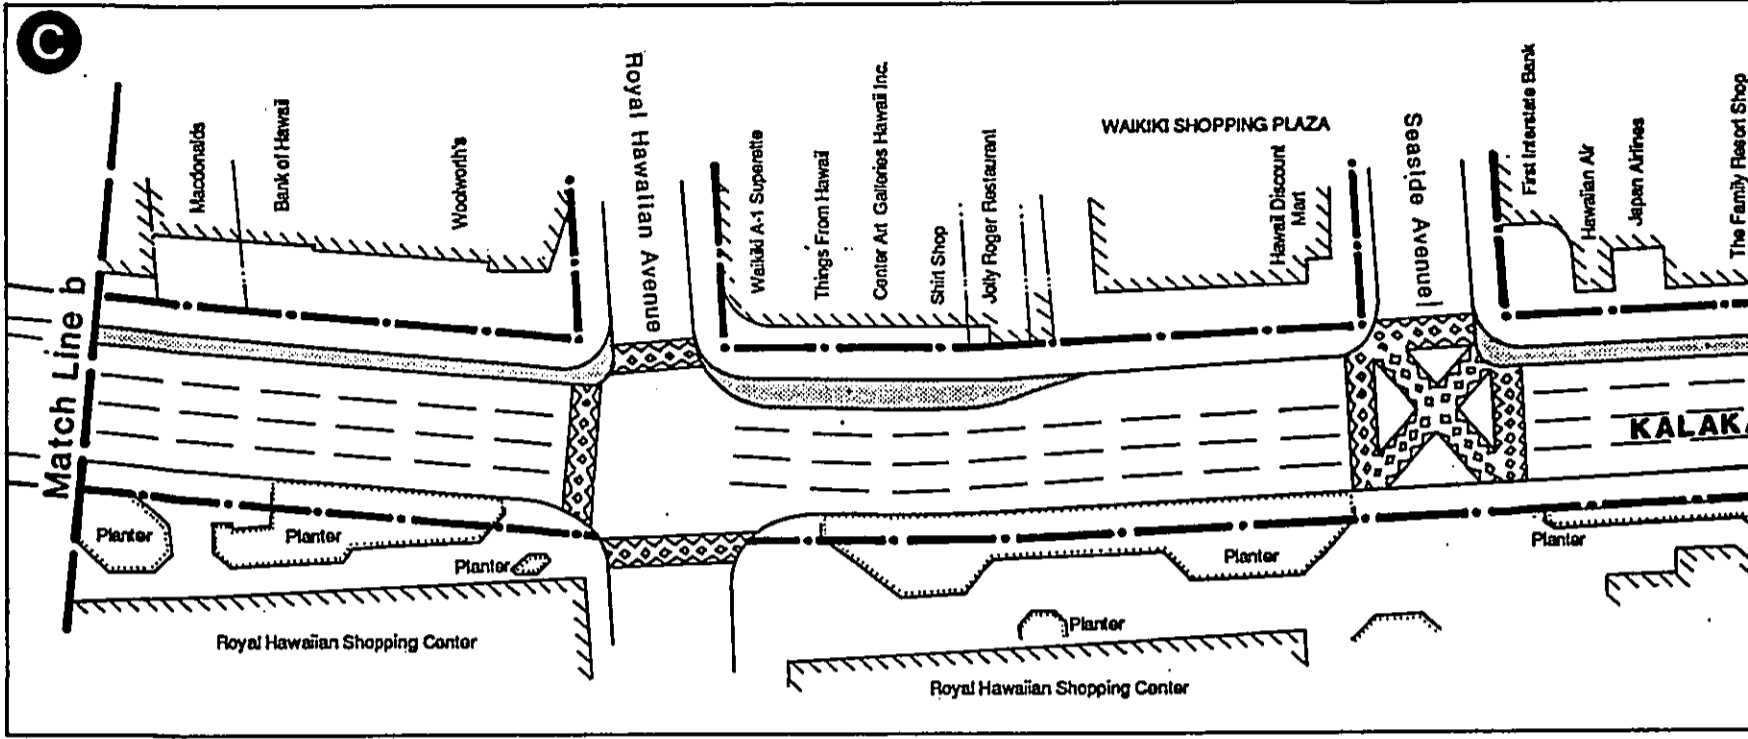 C
Match Line b
Macdonalds
Bank of Hawaii
Woolworth's
Royal Hawaiian Avenue
Waikiki A-1 Superette
Things From Hawaii
Center Art Galleries Hawaii Inc.
Shirt Shop
Jolly Roger Restaurant
WAIKIKI SHOPPING PLAZA
Hawaii Discount
Mart
Seaside Avenue
First Interstate Bank
Hawaiian Air
Japan Airlines
The Family Resort Shop
KALAKA
Planter
Planter
Planter
Planter
Planter
Planter
Royal Hawaiian Shopping Center
Royal Hawaiian Shopping Center